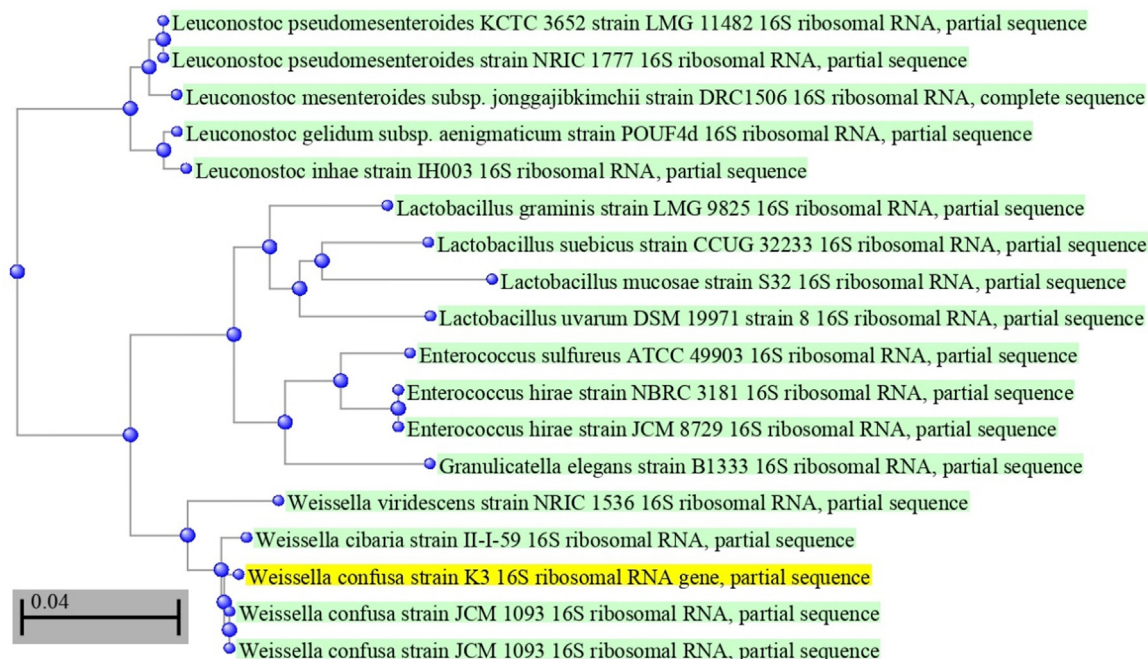 Leuconostoc pseudomesenteroides KCTC 3652 strain LMG 11482 16S ribosomal RNA, partial sequence
Leuconostoc pseudomesenteroides strain NRIC 1777 16S ribosomal RNA, partial sequence
Leuconostoc mesenteroides subsp. jonggajibkimchii strain DRC1506 16S ribosomal RNA, complete sequence
Leuconostoc gelidum subsp. aenigmaticum strain POUF4d 16S ribosomal RNA, partial sequence
Leuconostoc inhae strain IH003 16S ribosomal RNA, partial sequence
Lactobacillus graminis strain LMG 9825 16S ribosomal RNA, partial sequence
Lactobacillus suebicus strain CCUG 32233 16S ribosomal RNA, partial sequence
Lactobacillus mucosae strain S32 16S ribosomal RNA, partial sequence
Lactobacillus uvarum DSM 19971 strain 8 16S ribosomal RNA, partial sequence
Enterococcus sulfureus ATCC 49903 16S ribosomal RNA, partial sequence
Enterococcus hirae strain NBRC 3181 16S ribosomal RNA, partial sequence
Enterococcus hirae strain JCM 8729 16S ribosomal RNA, partial sequence
Granulicatella elegans strain B1333 16S ribosomal RNA, partial sequence
Weissella viridescens strain NRIC 1536 16S ribosomal RNA, partial sequence
Weissella cibaria strain II-I-59 16S ribosomal RNA, partial sequence
Weissella confusa strain K3 16S ribosomal RNA gene, partial sequence
Weissella confusa strain JCM 1093 16S ribosomal RNA, partial sequence
Weissella confusa strain JCM 1093 16S ribosomal RNA, partial sequence
0.04